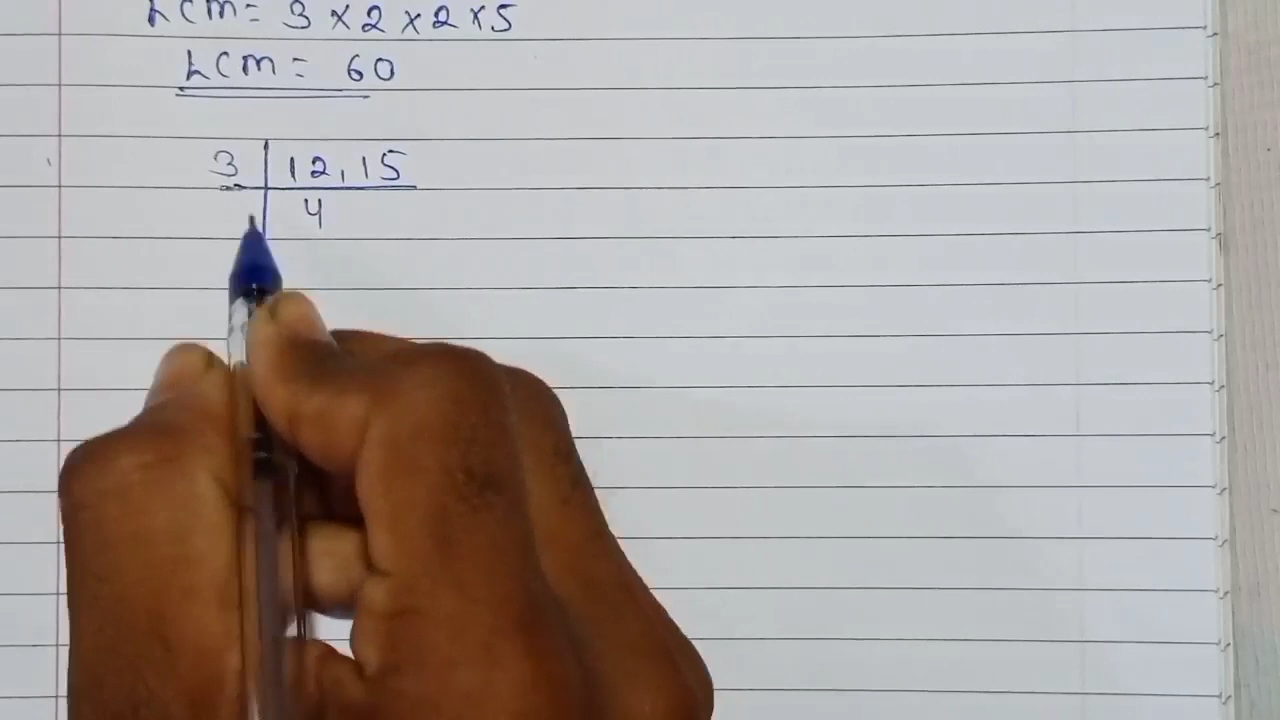 LCM = 3 × 2 × 2 × 5
LCM = 60
3 | 12, 15
4